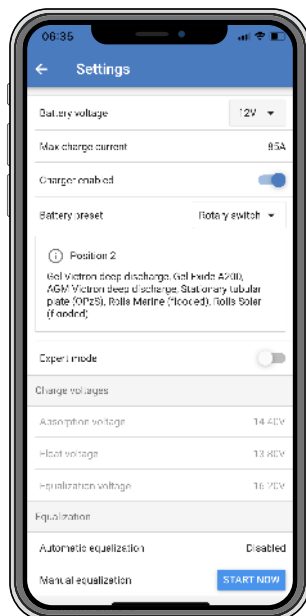 06:35
Settings
Battery voltage 12V
Max charge current 85A
Charger enabled
Battery preset Rotary switch
Position 2
Gel Victron deep discharge, Gel Exide A200,
AGM Victron deep discharge, Stationary tubular
plate (OPzS), Rolls Marine (flooded), Rolls Solar
(flooded)
Expert mode
Charge voltages
Absorption voltage 14.40V
Float voltage 13.80V
Equalization voltage 16.20V
Equalization
Automatic equalization Disabled
Manual equalization START NOW